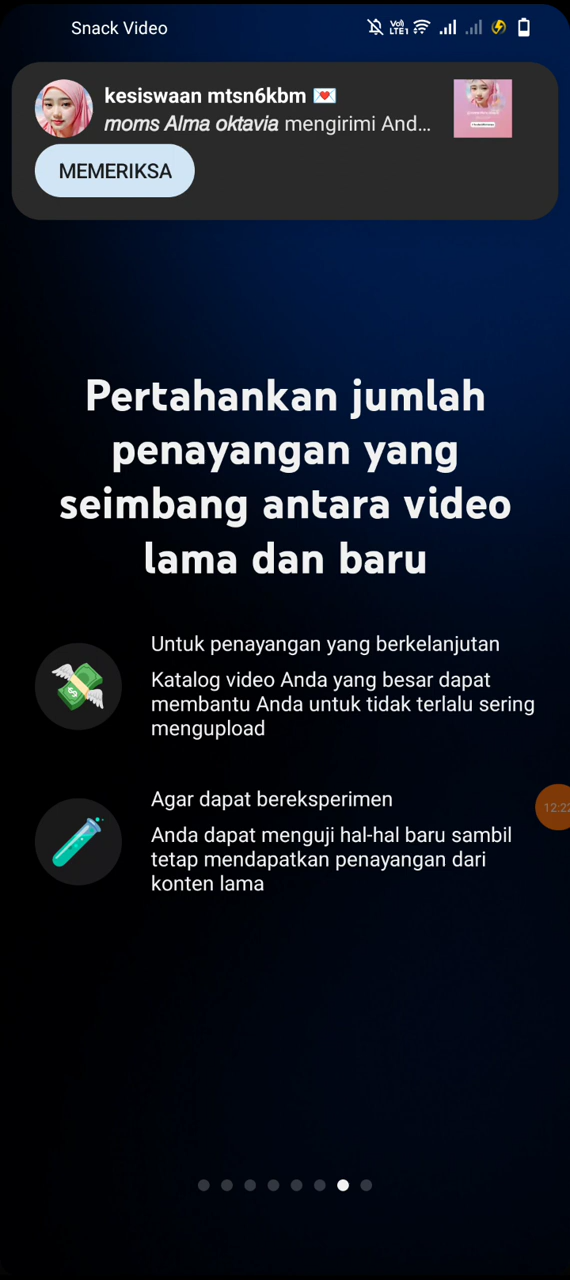 Snack Video
Vo))
LTE1
kesiswaan mtsn6kbm 💌
moms Alma oktavia mengirimi And...
MEMERIKSA
Pertahankan jumlah
penayangan yang
seimbang antara video
lama dan baru
Untuk penayangan yang berkelanjutan
Katalog video Anda yang besar dapat
membantu Anda untuk tidak terlalu sering
mengupload
12:22
Agar dapat bereksperimen
Anda dapat menguji hal-hal baru sambil
tetap mendapatkan penayangan dari
konten lama